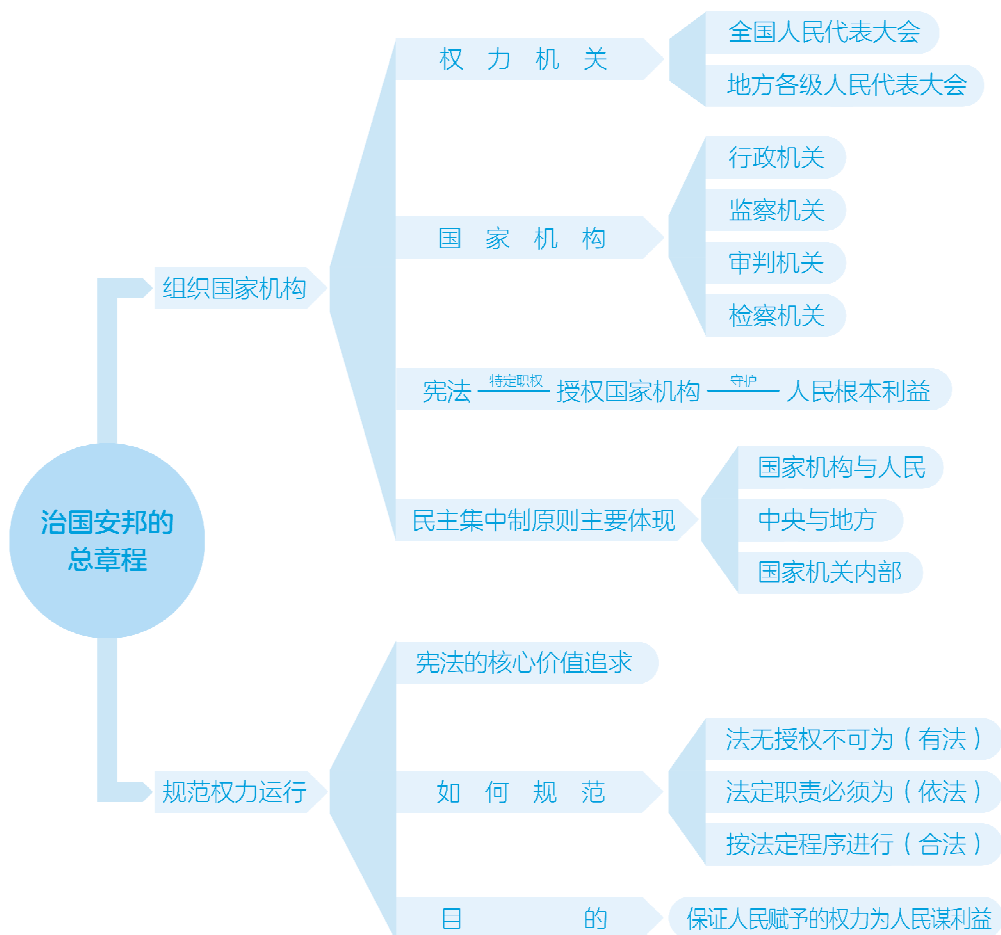 治国安邦的
总章程
组织国家机构
权力机关
全国人民代表大会
地方各级人民代表大会
国家机构
行政机关
监察机关
审判机关
检察机关
宪法 特定职权 授权国家机构 守护 人民根本利益
民主集中制原则主要体现
国家机构与人民
中央与地方
国家机关内部
规范权力运行
宪法的核心价值追求
如何规范
法无授权不可为（有法）
法定职责必须为（依法）
按法定程序进行（合法）
目的
保证人民赋予的权力为人民谋利益